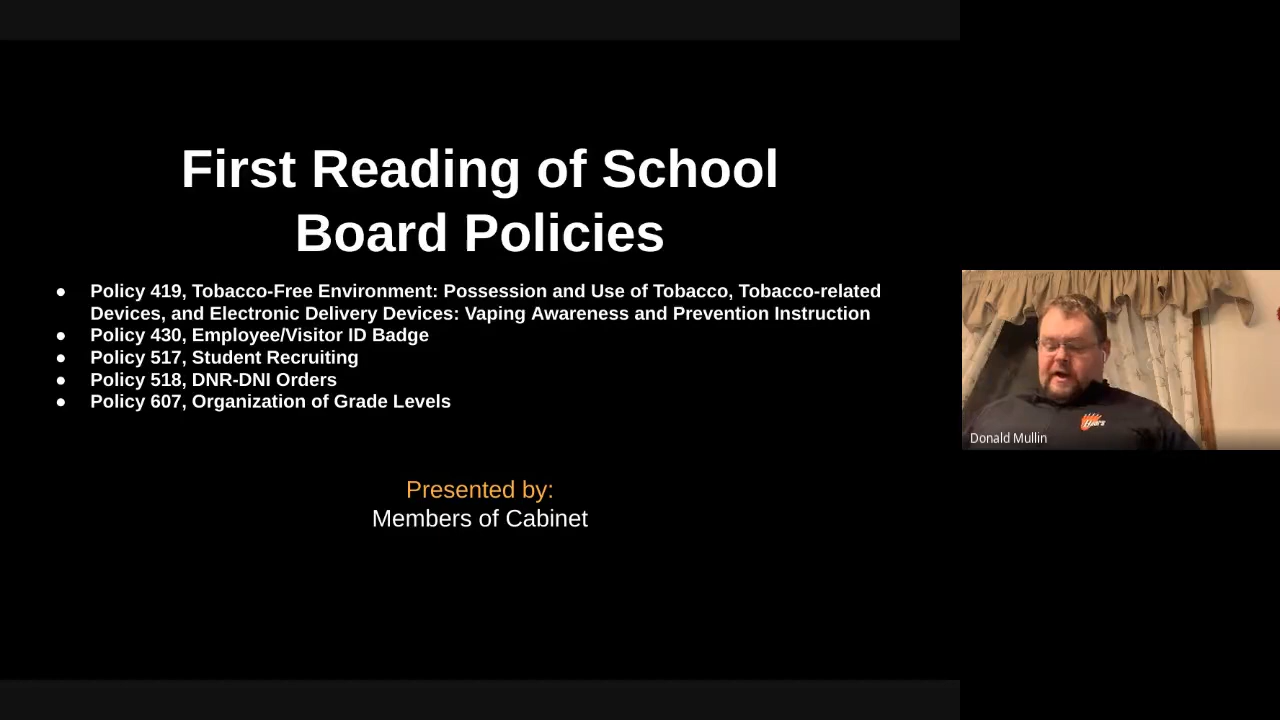 First Reading of School
Board Policies
● Policy 419, Tobacco-Free Environment: Possession and Use of Tobacco, Tobacco-related
Devices, and Electronic Delivery Devices: Vaping Awareness and Prevention Instruction
● Policy 430, Employee/Visitor ID Badge
● Policy 517, Student Recruiting
● Policy 518, DNR-DNI Orders
● Policy 607, Organization of Grade Levels
Presented by:
Members of Cabinet
Donald Mullin